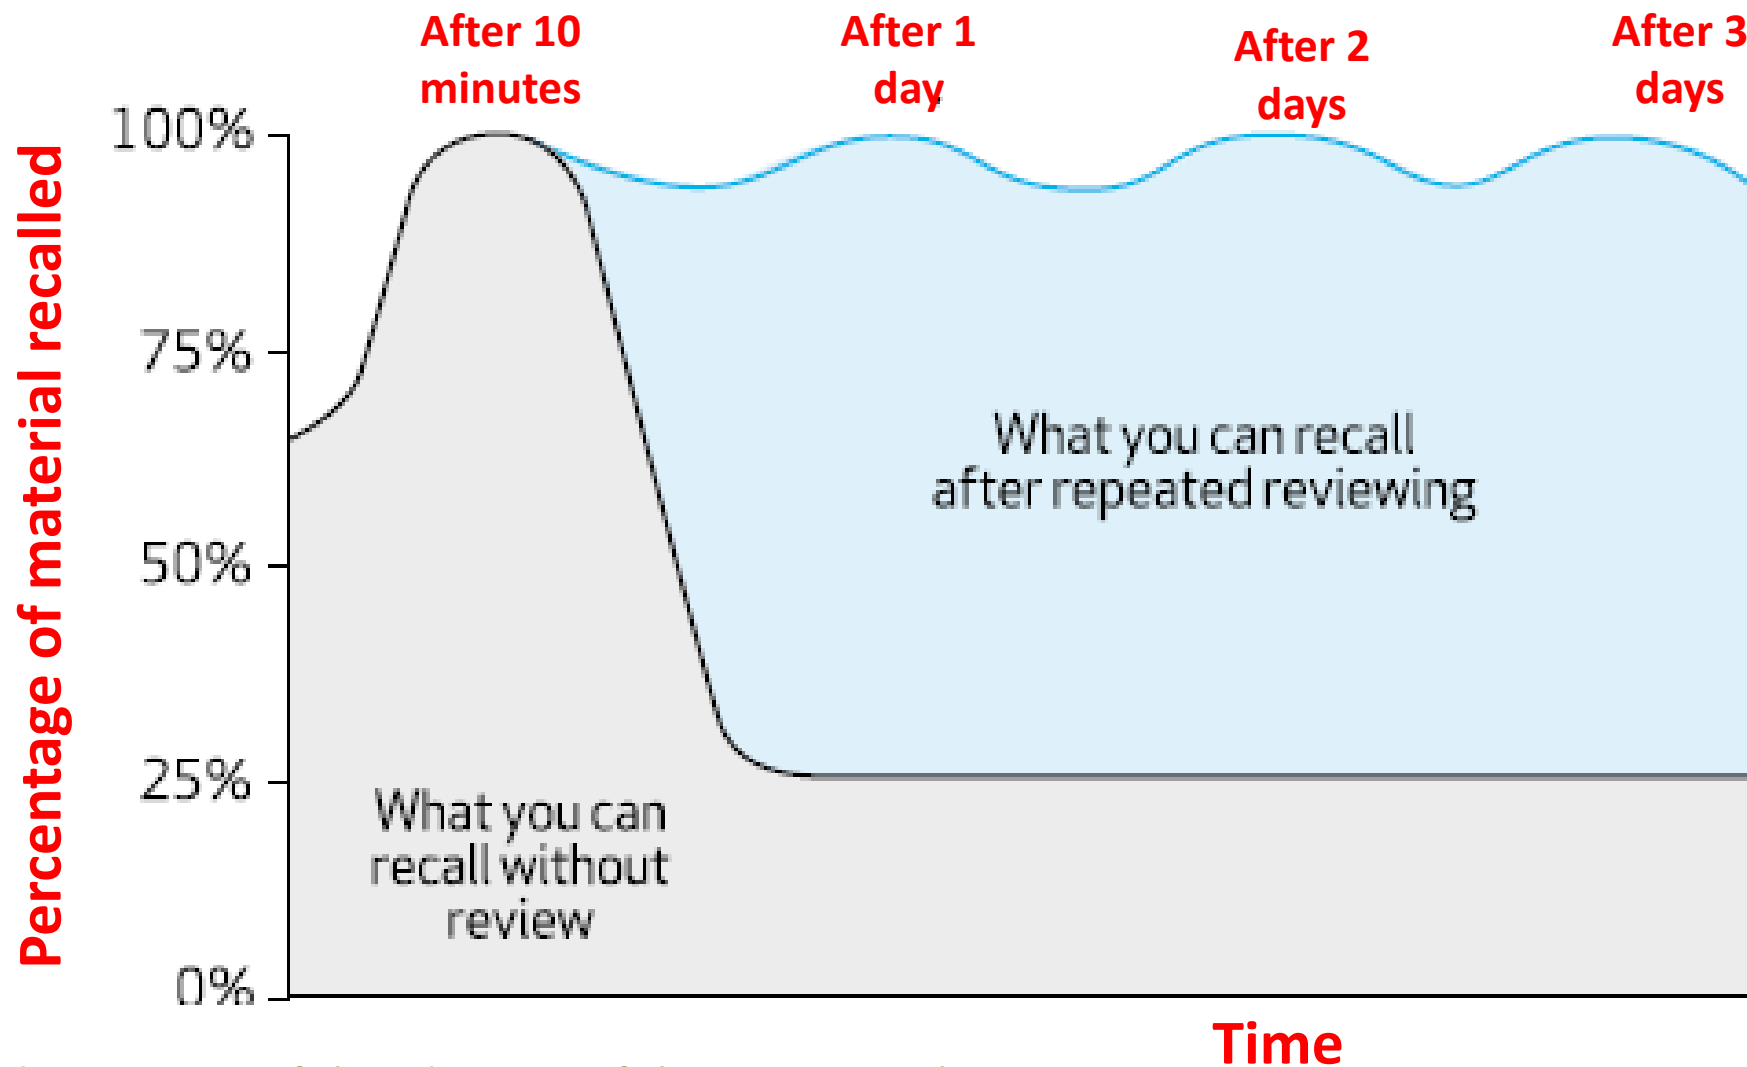 After 10
minutes
After 1
day
After 2
days
After 3
days
Percentage of material recalled
100%
75%
50%
25%
0%
What you can recall
after repeated reviewing
What you can
recall without
review
Time